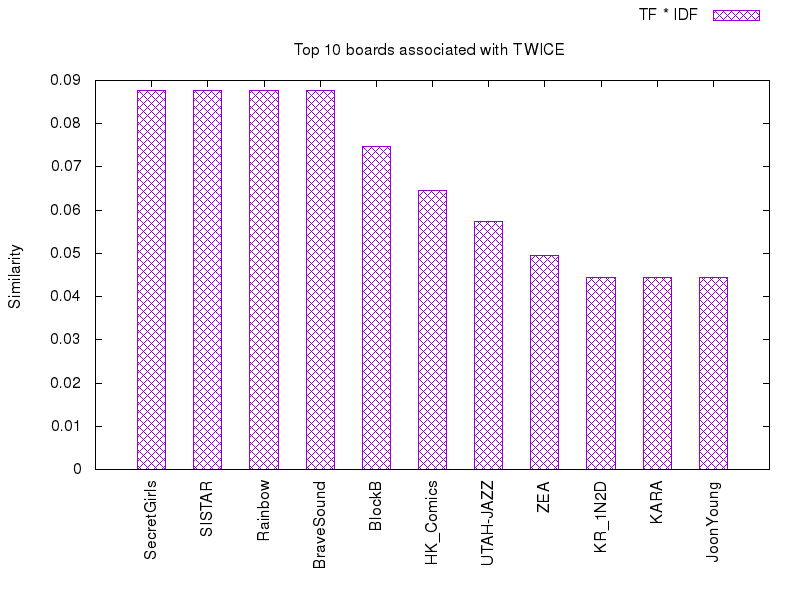 TF * IDF
Top 10 boards associated with TWICE
Similarity
0.09
0.08
0.07
0.06
0.05
0.04
0.03
0.02
0.01
0
SecretGirls
SISTAR
Rainbow
BraveSound
BlockB
HK_Comics
UTAH-JAZZ
ZEA
KR_1N2D
KARA
JoonYoung